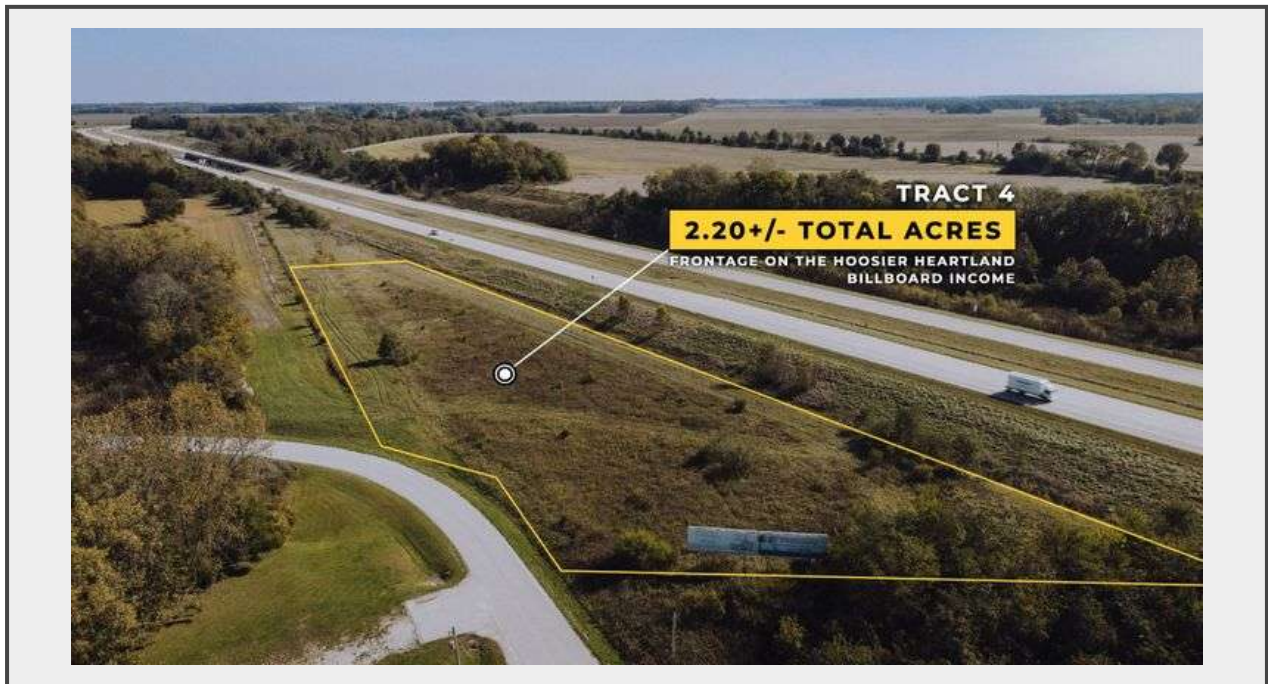 TRACT 4
2.20+/- TOTAL ACRES
FRONTAGE ON THE HOOSIER HEARTLAND
BILLBOARD INCOME